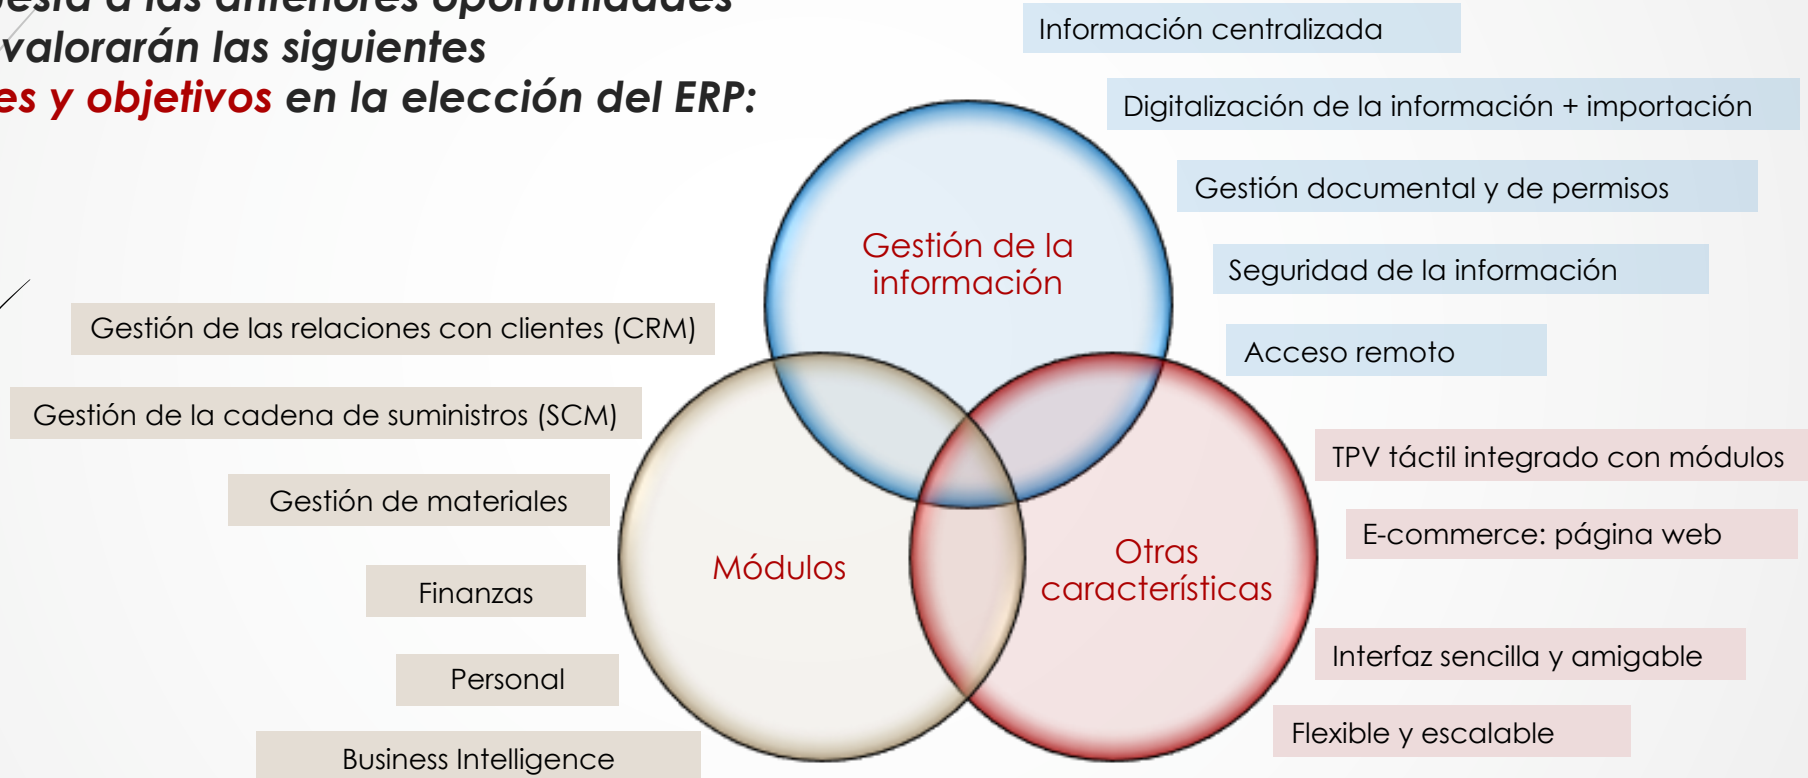 a las anteriores oportunidades
valorarán las siguientes
y objetivos en la elección del ERP:
Información centralizada
Digitalización de la información + importación
Gestión documental y de permisos
Seguridad de la información
Acceso remoto
Gestión de la
información
Gestión de las relaciones con clientes (CRM)
Gestión de la cadena de suministros (SCM)
Gestión de materiales
Finanzas
Personal
Business Intelligence
Módulos
Otras
características
TPV táctil integrado con módulos
E-commerce: página web
Interfaz sencilla y amigable
Flexible y escalable